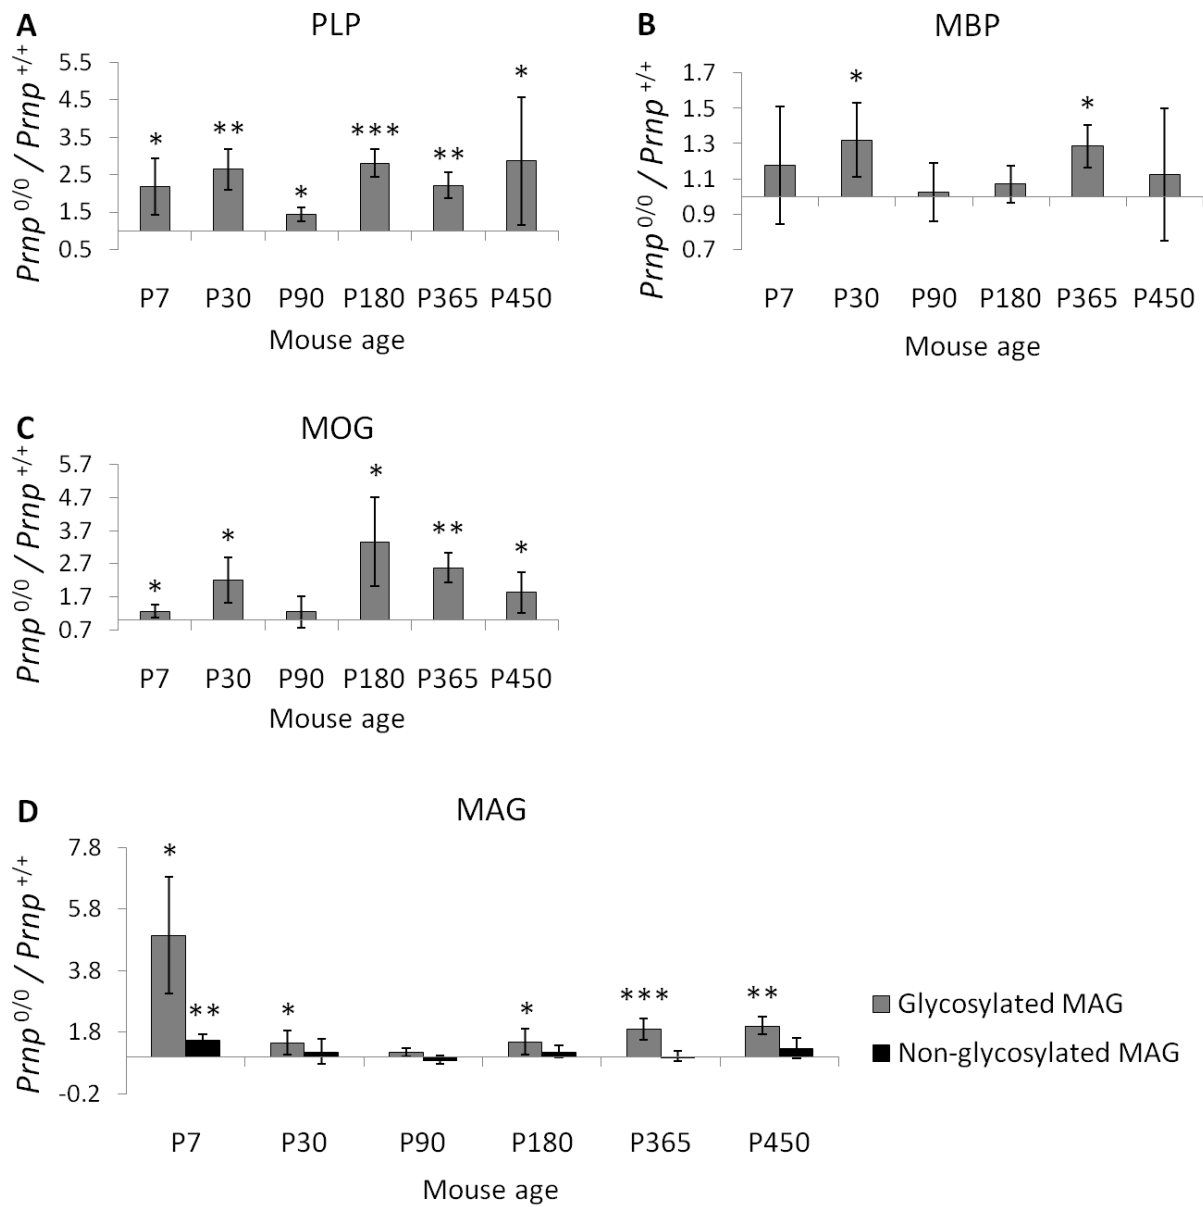 A
PLP
Prnp 0/0 / Prnp +/+
5.5
4.5
3.5
2.5
1.5
0.5
*
**
*
***
**
*
P7 P30 P90 P180 P365 P450
Mouse age
B
MBP
Prnp 0/0 / Prnp +/+
1.7
1.5
1.3
1.1
0.9
0.7
*
*
P7 P30 P90 P180 P365 P450
Mouse age
C
MOG
Prnp 0/0 / Prnp +/+
5.7
4.7
3.7
2.7
1.7
0.7
*
*
*
**
*
P7 P30 P90 P180 P365 P450
Mouse age
D
MAG
Prnp 0/0 / Prnp +/+
7.8
5.8
3.8
1.8
-0.2
*
**
*
*
***
**
P7 P30 P90 P180 P365 P450
Mouse age
Glycosylated MAG
Non-glycosylated MAG